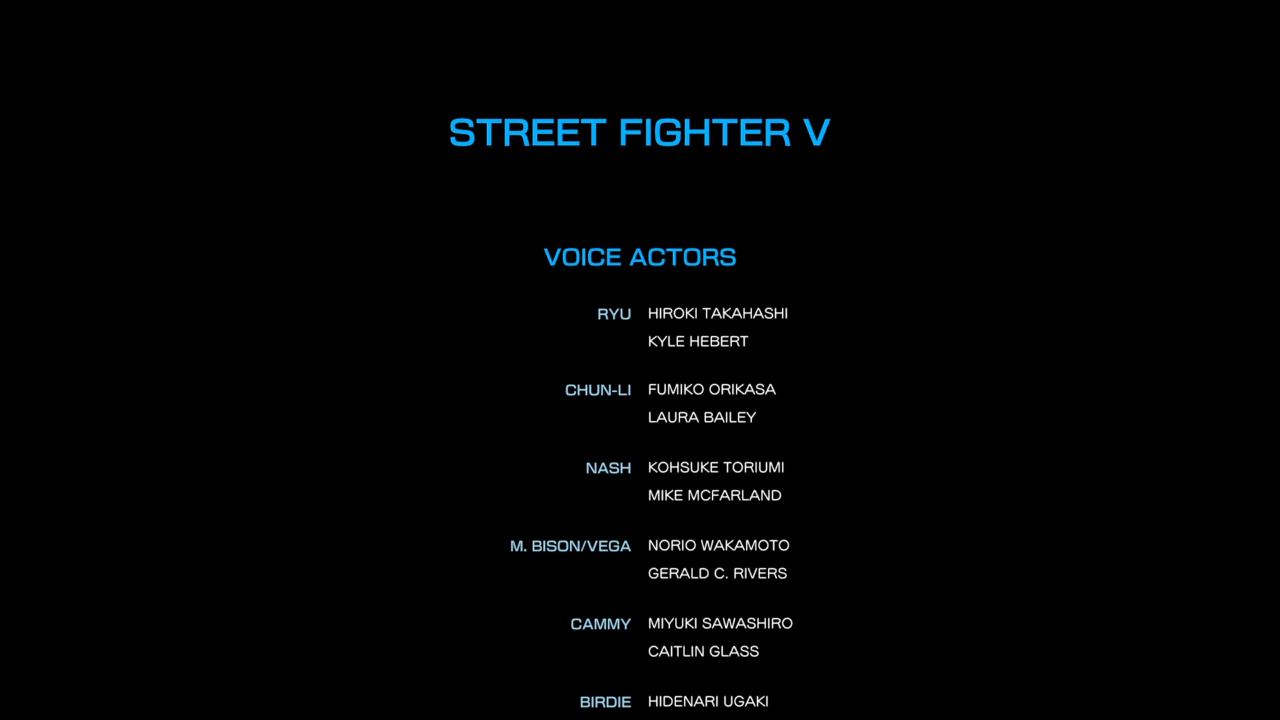 STREET FIGHTER V
VOICE ACTORS
RYU HIROKI TAKAHASHI
KYLE HEBERT
CHUN-LI FUMIKO ORIKASA
LAURA BAILEY
NASH KOHSUKE TORIUMI
MIKE MCFARLAND
M. BISON/VEGA NORIO WAKAMOTO
GERALD C. RIVERS
CAMMY MIYUKI SAWASHIRO
CAITLIN GLASS
BIRDIE HIDENARI UGAKI